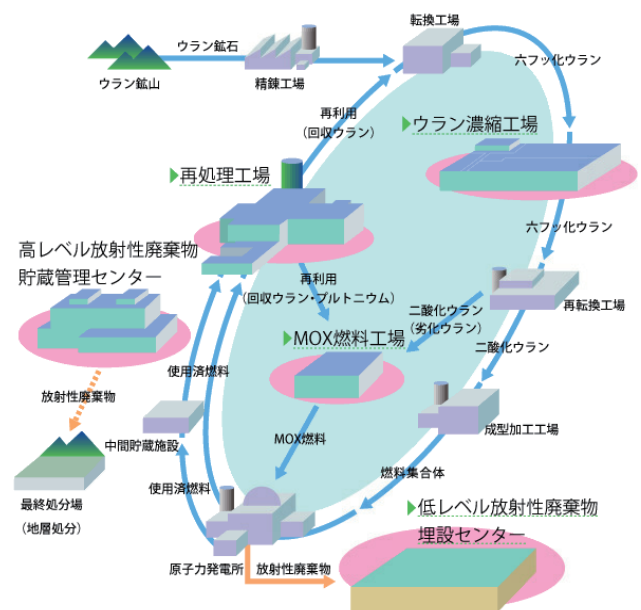 転換工場
ウラン鉱石
六フッ化ウラン
ウラン鉱山
精錬工場
再利用
(回収ウラン)
▶ウラン濃縮工場
▶再処理工場
六フッ化ウラン
高レベル放射性廃棄物
貯蔵管理センター
再利用
(回収ウラン・プルトニウム)
二酸化ウラン
(劣化ウラン)
再転換工場
▶MOX燃料工場
二酸化ウラン
使用済燃料
放射性廃棄物
中間貯蔵施設
MOX燃料
成型加工工場
燃料集合体
使用済燃料
最終処分場
(地層処分)
▶低レベル放射性廃棄物
埋設センター
原子力発電所
放射性廃棄物